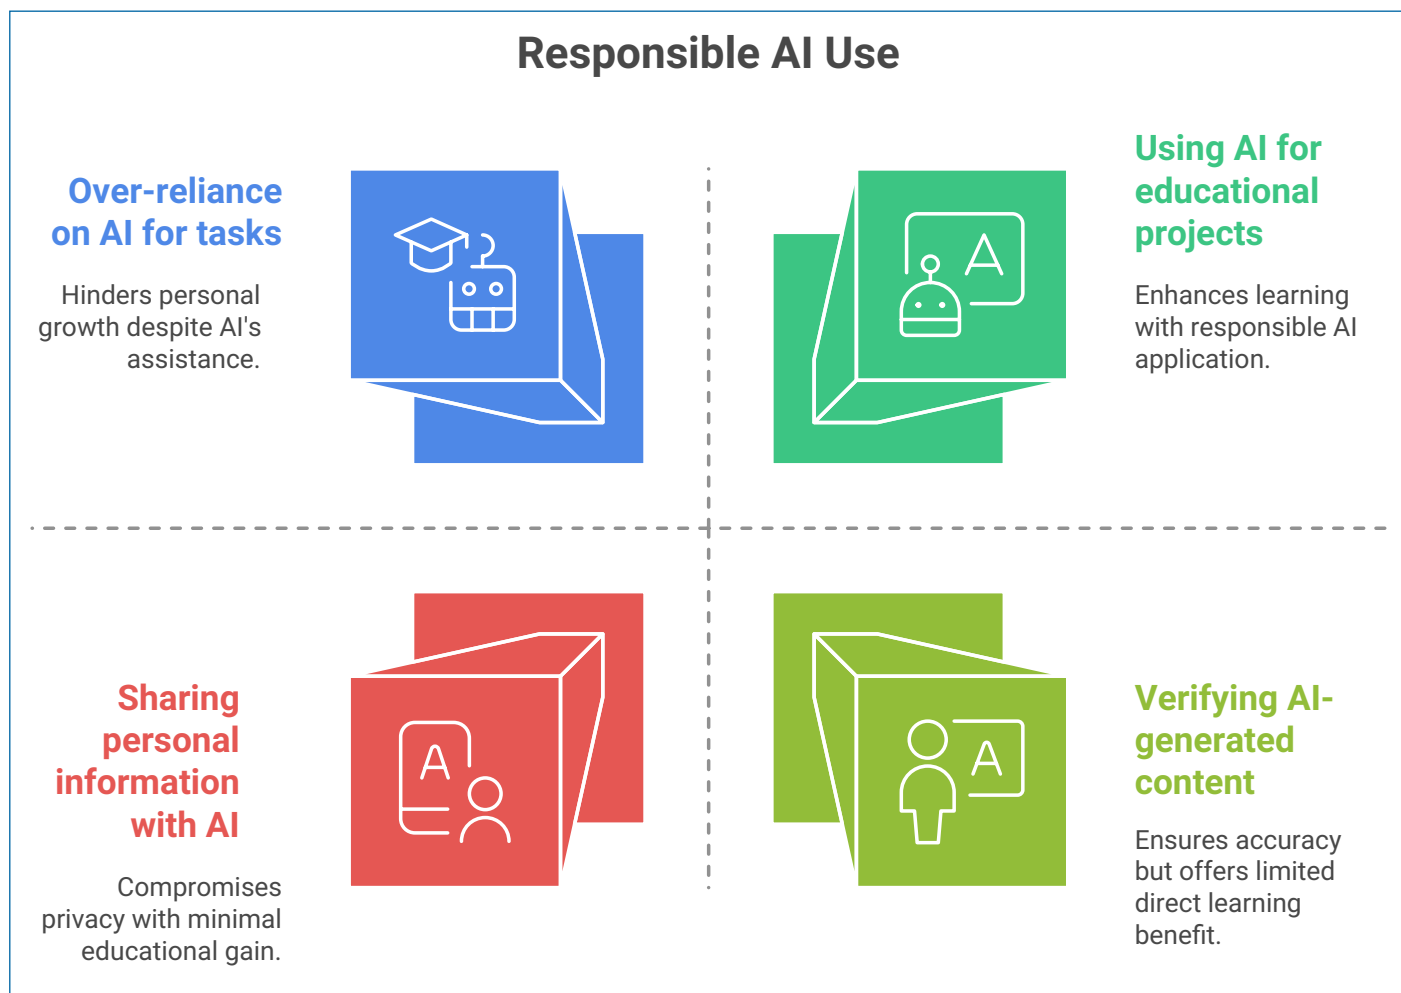 Responsible AI Use
Over-reliance
on AI for tasks
Hinders personal
growth despite AI's
assistance.
A
Using AI for
educational
projects
Enhances learning
with responsible AI
application.
Sharing
personal
information
with AI
Compromises
privacy with minimal
educational gain.
A
A
Verifying AI-
generated
content
Ensures accuracy
but offers limited
direct learning
benefit.